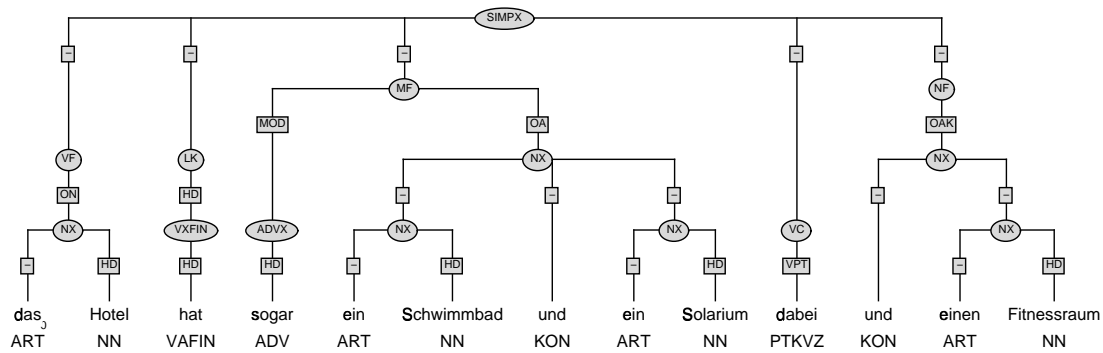 SIMPX
– – – – –
MF NF
MOD OA OAK
VF LK NX NX
ON HD – – – – –
NX VXFIN ADVX NX NX VC NX
– HD HD HD – HD – HD VPT – HD
das Hotel hat sogar ein Schwimmbad und ein Solarium dabei und einen Fitnessraum
ART NN VAFIN ADV ART NN KON ART NN PTKVZ KON ART NN